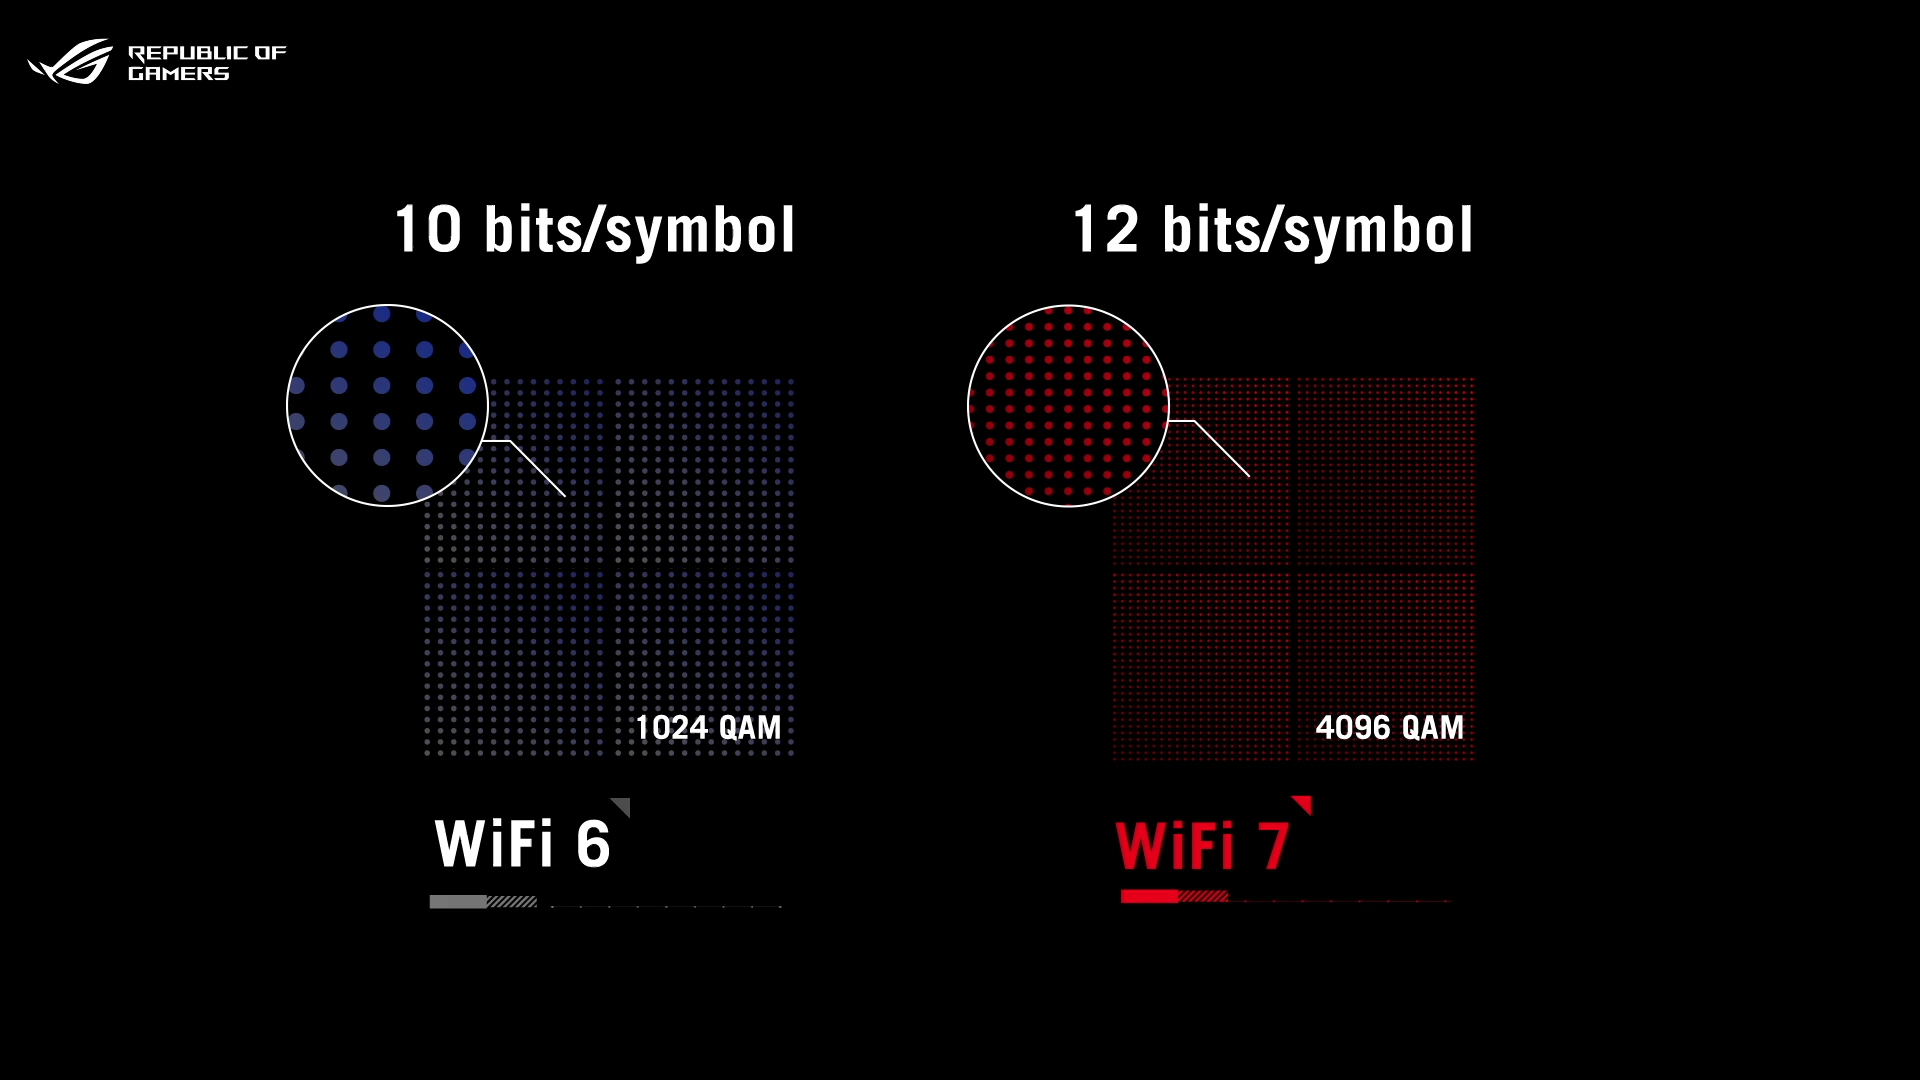 REPUBLIC OF
GAMERS
10 bits/symbol
12 bits/symbol
1024 QAM
4096 QAM
WiFi 6
WiFi 7